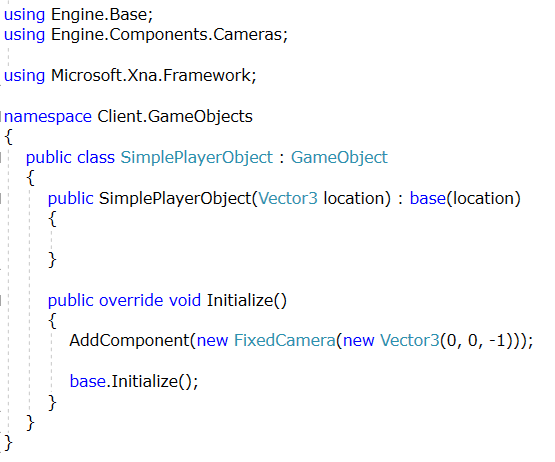 using Engine.Base;
using Engine.Components.Cameras;
using Microsoft.Xna.Framework;
namespace Client.GameObjects
{
public class SimplePlayerObject : GameObject
{
public SimplePlayerObject(Vector3 location) : base(location)
{
}
public override void Initialize()
{
AddComponent(new FixedCamera(new Vector3(0, 0, -1)));
base.Initialize();
}
}
}